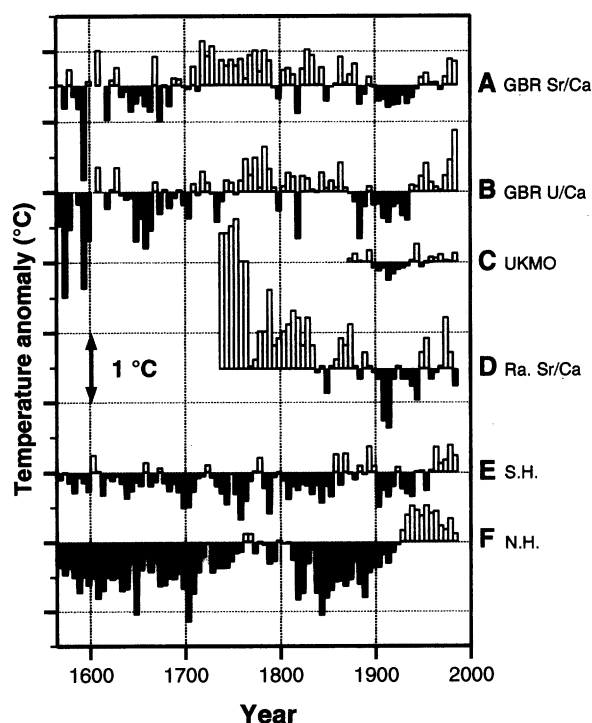 Temperature anomaly (°C)
1 °C
A GBR Sr/Ca
B GBR U/Ca
C UKMO
D Ra. Sr/Ca
E S.H.
F N.H.
1600 1700 1800 1900 2000
Year